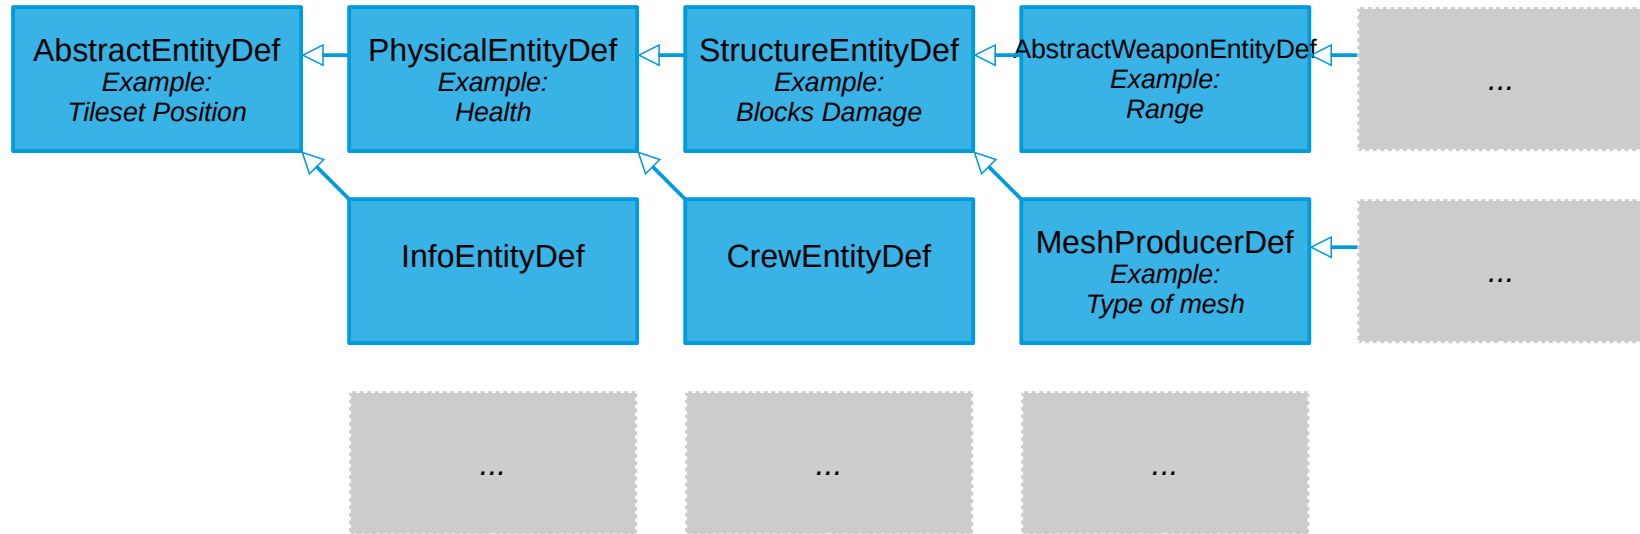 AbstractEntityDef
Example:
Tileset Position
PhysicalEntityDef
Example:
Health
StructureEntityDef
Example:
Blocks Damage
AbstractWeaponEntityDef
Example:
Range
...
InfoEntityDef
CrewEntityDef
MeshProducerDef
Example:
Type of mesh
...
...
...
...